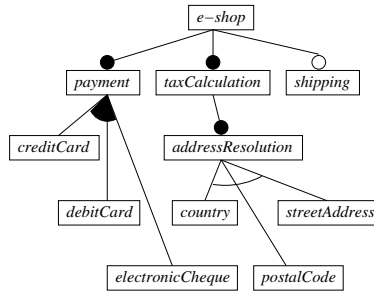 e−shop
payment
taxCalculation
shipping
creditCard
addressResolution
debitCard
country
streetAddress
electronicCheque
postalCode